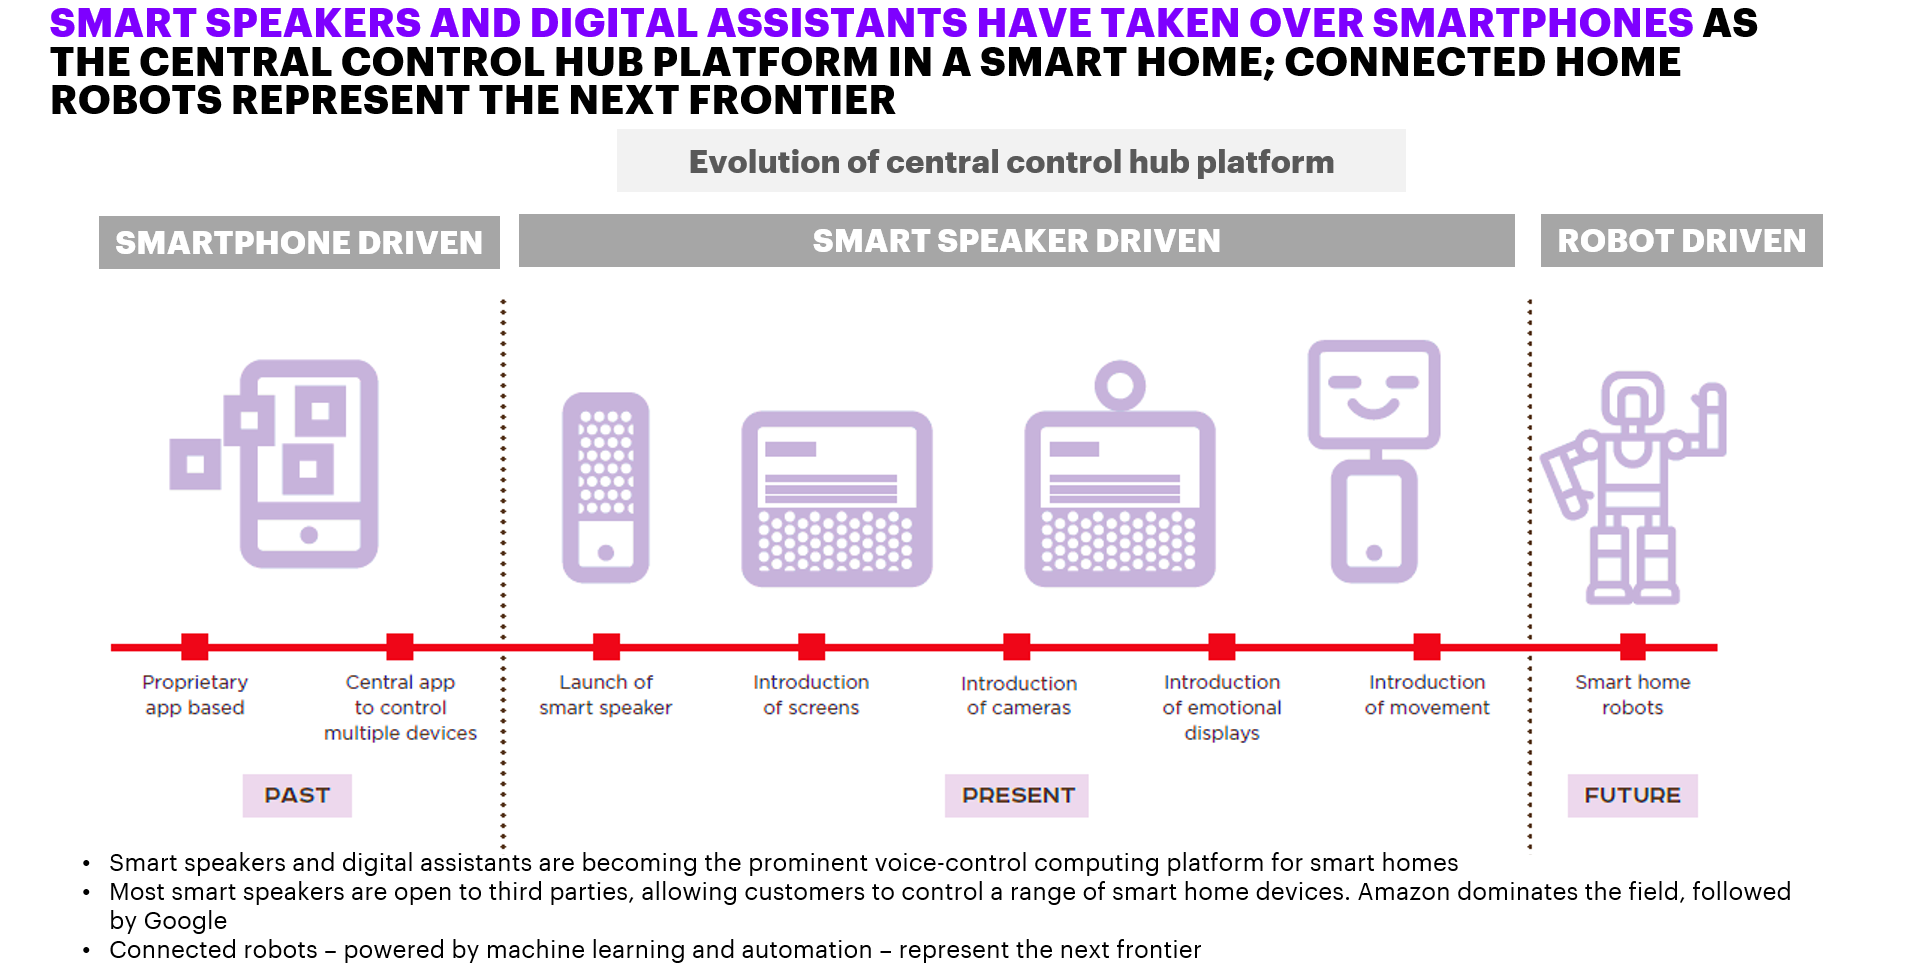 SMART SPEAKERS AND DIGITAL ASSISTANTS HAVE TAKEN OVER SMARTPHONES AS
THE CENTRAL CONTROL HUB PLATFORM IN A SMART HOME; CONNECTED HOME
ROBOTS REPRESENT THE NEXT FRONTIER
Evolution of central control hub platform
SMARTPHONE DRIVEN
SMART SPEAKER DRIVEN
ROBOT DRIVEN
Proprietary
app based
Central app
to control
multiple devices
Launch of
smart speaker
Introduction
of screens
Introduction
of cameras
Introduction
of emotional
displays
Introduction
of movement
Smart home
robots
PAST
PRESENT
FUTURE
• Smart speakers and digital assistants are becoming the prominent voice-control computing platform for smart homes
• Most smart speakers are open to third parties, allowing customers to control a range of smart home devices. Amazon dominates the field, followed
by Google
• Connected robots – powered by machine learning and automation – represent the next frontier